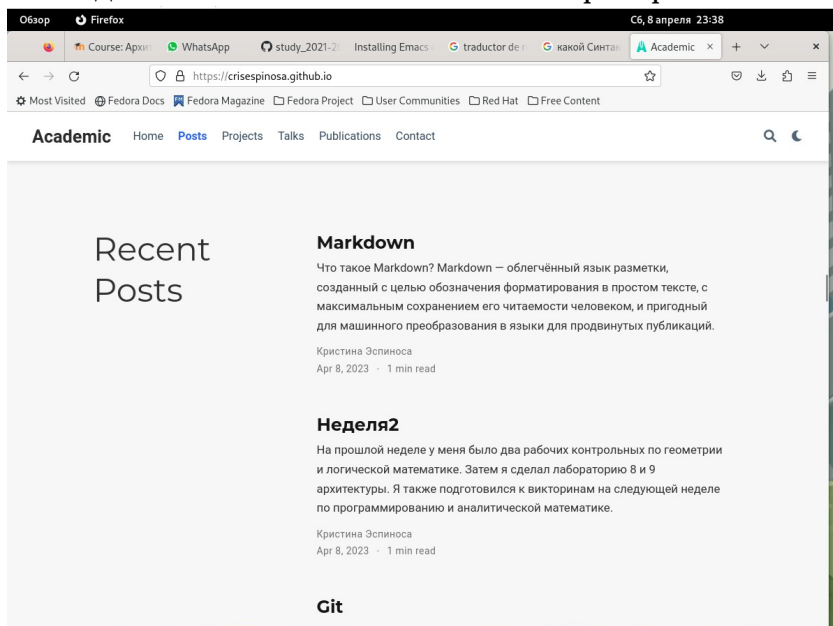 Обзор Firefox Сб, 8 апреля 23:38
Course: Архи WhatsApp study_2021-2 Installing Emacs traductor de какой Синтак Academic × + ×
https://crisespinosa.github.io
Most Visited Fedora Docs Fedora Magazine Fedora Project User Communities Red Hat Free Content
Academic Home Posts Projects Talks Publications Contact
Recent
Posts
Markdown
Что такое Markdown? Markdown — облегчённый язык разметки,
созданный с целью обозначения форматирования в простом тексте, с
максимальным сохранением его читаемости человеком, и пригодный
для машинного преобразования в языки для продвинутых публикаций.
Кристина Эспиноса
Apr 8, 2023 · 1 min read
Неделя2
На прошлой неделе у меня было два рабочих контрольных по геометрии
и логической математике. Затем я сделал лабораторию 8 и 9
архитектуры. Я также подготовился к викторинам на следующей неделе
по программированию и аналитической математике.
Кристина Эспиноса
Apr 8, 2023 · 1 min read
Git